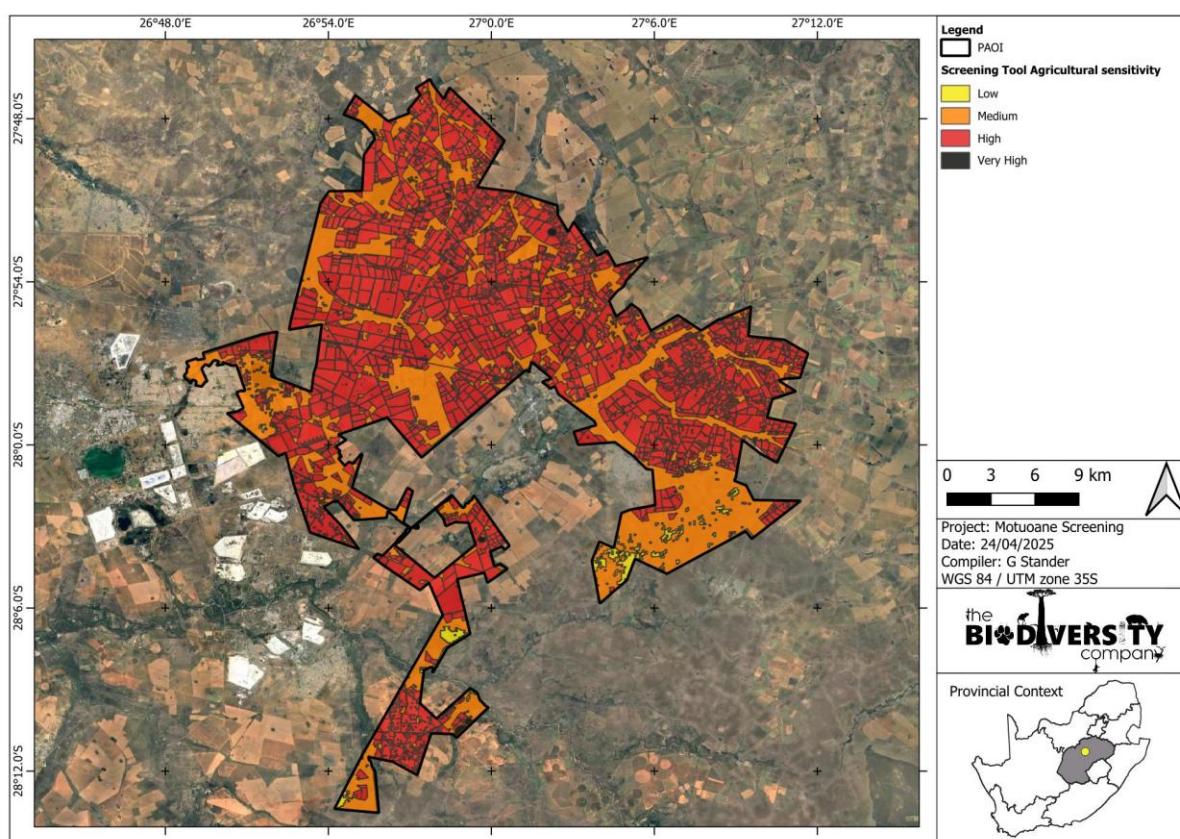 26°48.0'E 26°54.0'E 27°0.0'E 27°6.0'E 27°12.0'E
27°48.0'S
27°54.0'S
28°0.0'S
28°6.0'S
28°12.0'S
Legend
PAOI
Screening Tool Agricultural sensitivity
Low
Medium
High
Very High
0 3 6 9 km
Project: Motuoane Screening
Date: 24/04/2025
Compiler: G Stander
WGS 84 / UTM zone 35S
the
BIODIVERSITY
company
Provincial Context